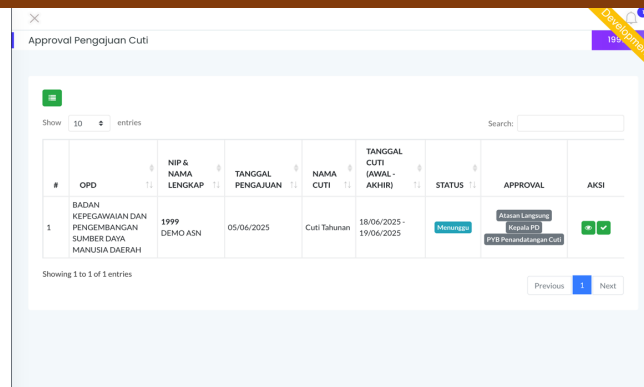 Development
Approval Pengajuan Cuti
199
Show 10 entries
Search:
# OPD NIP & NAMA LENGKAP TANGGAL PENGAJUAN NAMA CUTI TANGGAL CUTI (AWAL - AKHIR) STATUS APPROVAL AKSI
1 BADAN KEPEGAWAIAN DAN PENGEMBANGAN SUMBER DAYA MANUSIA DAERAH 1999 DEMO ASN 05/06/2025 Cuti Tahunan 18/06/2025 - 19/06/2025 Menunggu Atasan Langsung Kepala PD PYB Penandatangan Cuti
Showing 1 to 1 of 1 entries
Previous 1 Next